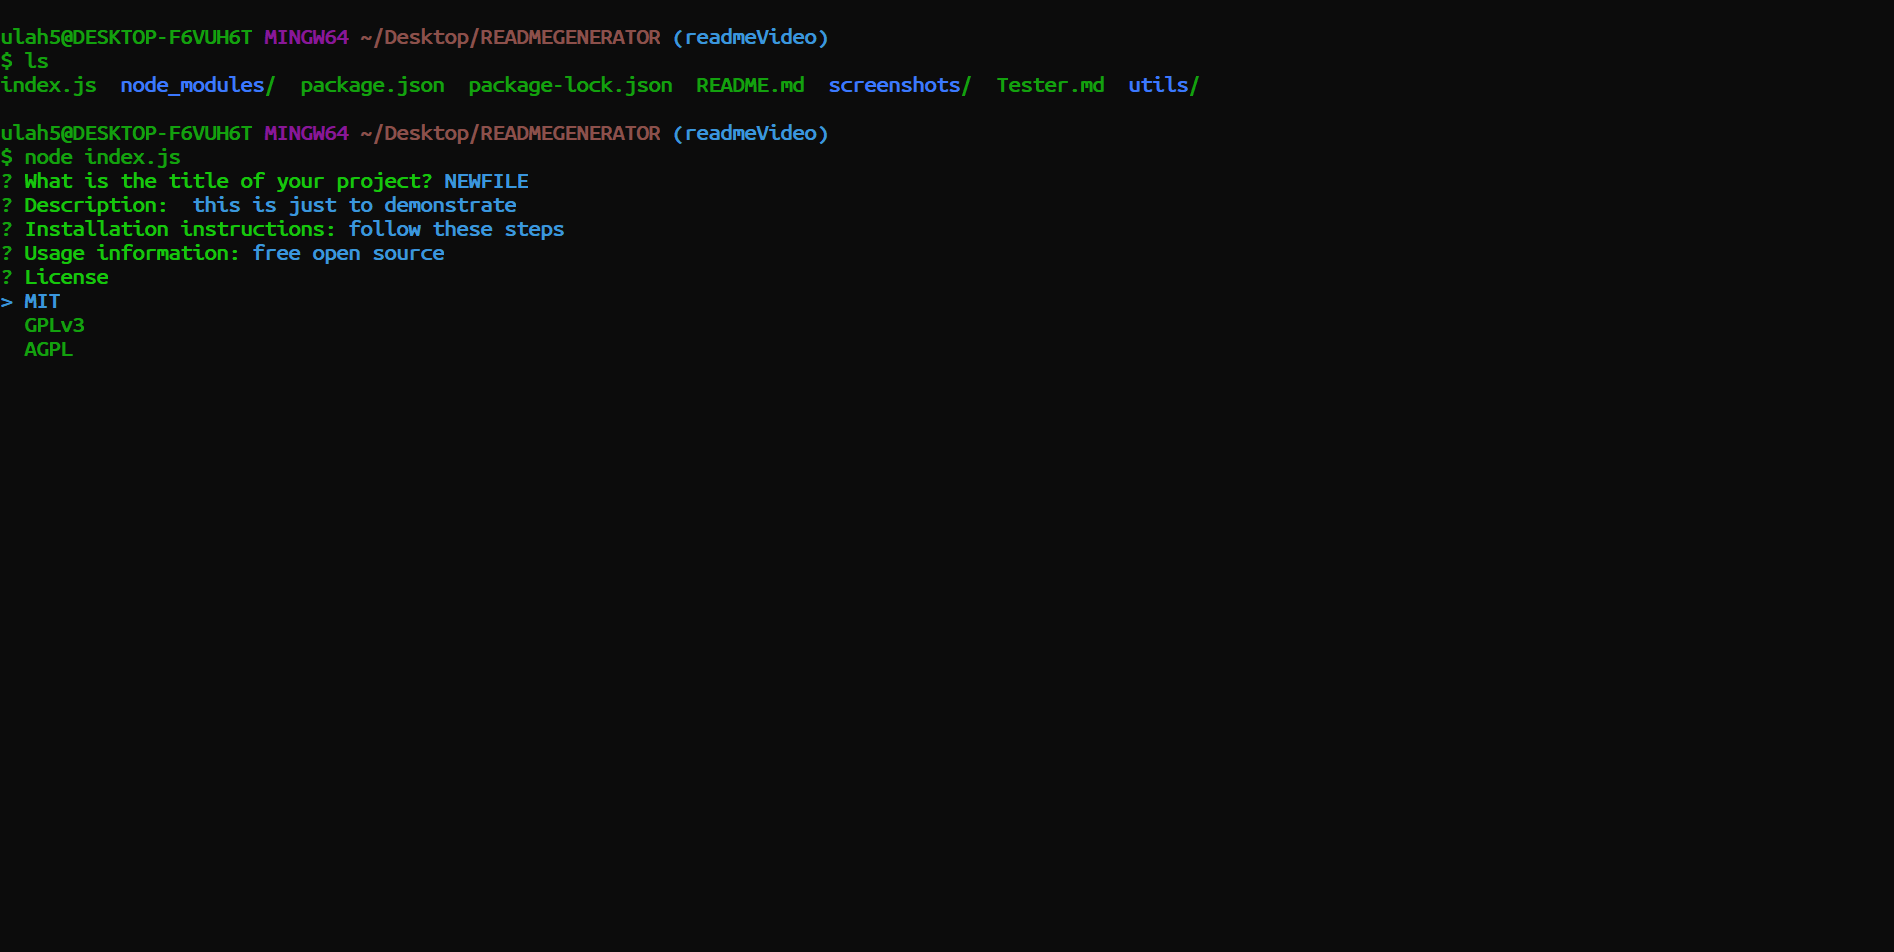 ulah5@DESKTOP-F6VUH6T MINGW64 ~/Desktop/READMEGENERATOR (readmeVideo)
$ ls
index.js  node_modules/  package.json  package-lock.json  README.md  screenshots/  Tester.md  utils/
ulah5@DESKTOP-F6VUH6T MINGW64 ~/Desktop/READMEGENERATOR (readmeVideo)
$ node index.js
? What is the title of your project? NEWFILE
? Description:  this is just to demonstrate
? Installation instructions: follow these steps
? Usage information: free open source
? License
> MIT
  GPLv3
  AGPL